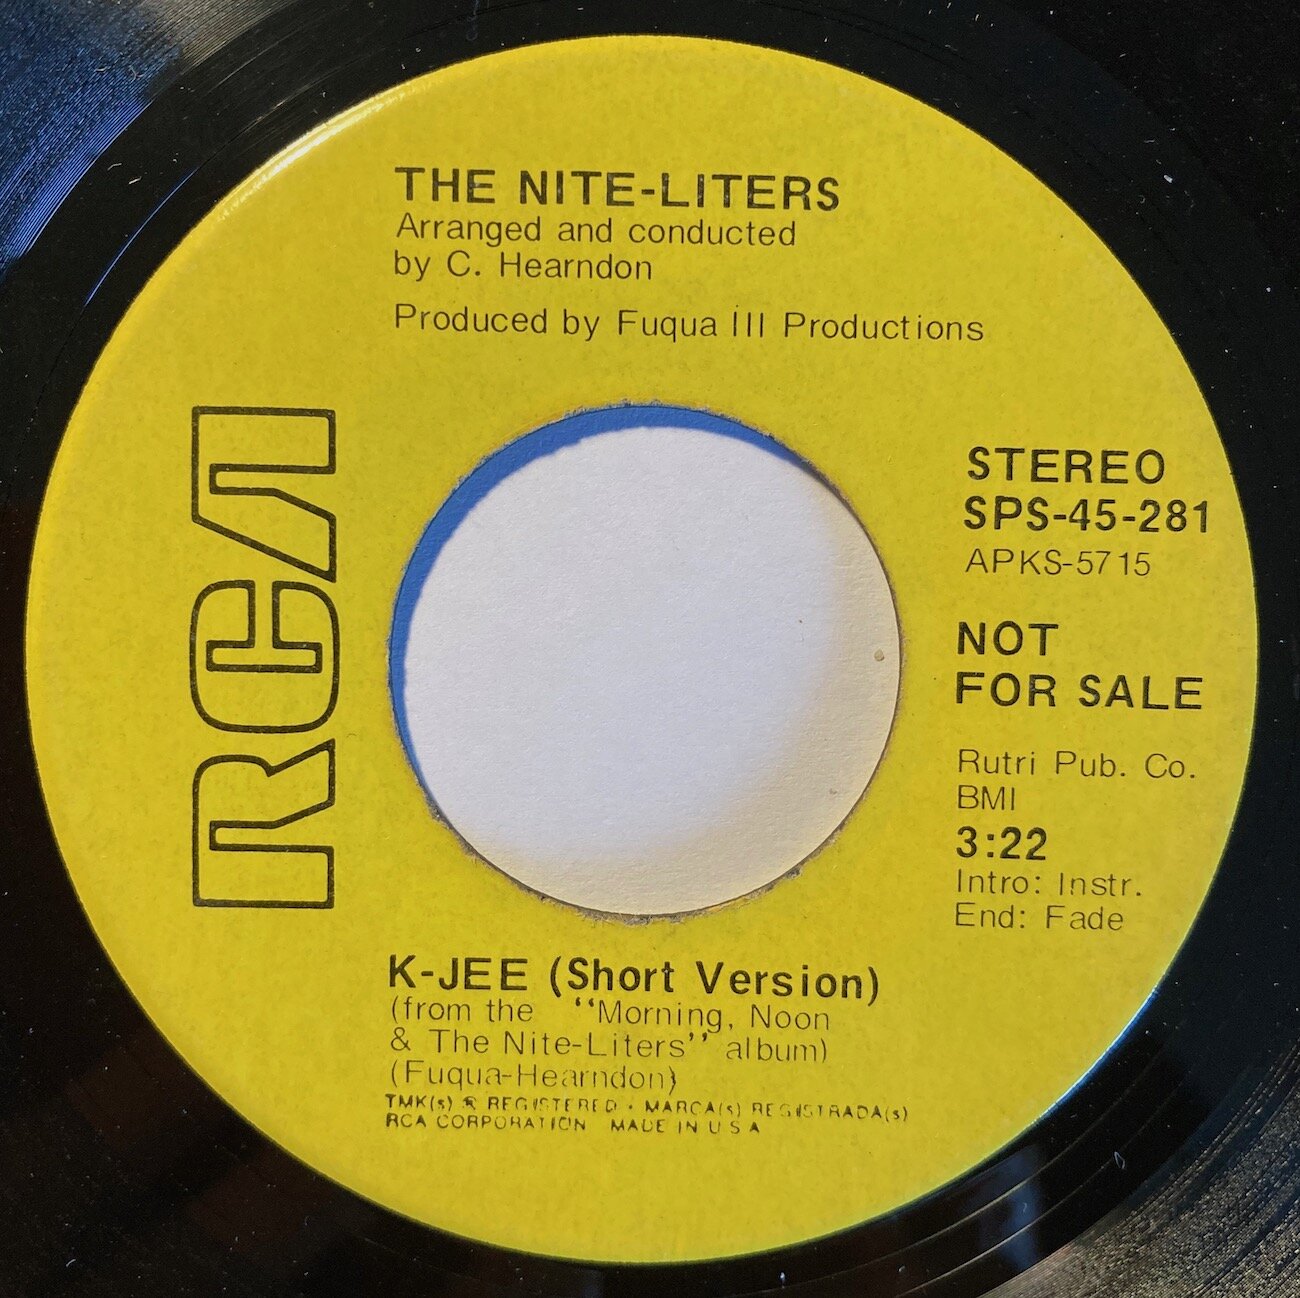 THE NITE-LITERS
Arranged and conducted
by C. Hearndon
Produced by Fuqua III Productions
RCA
STEREO
SPS-45-281
APKS-5715
NOT
FOR SALE
Rutri Pub. Co.
BMI
3:22
Intro: Instr.
End: Fade
K-JEE (Short Version)
(from the "Morning, Noon
& The Nite-Liters" album)
(Fuqua-Hearndon)
TMK(s) ® REGISTERED • MARCA(s) REGISTRADA(s)
RCA CORPORATION MADE IN U S A